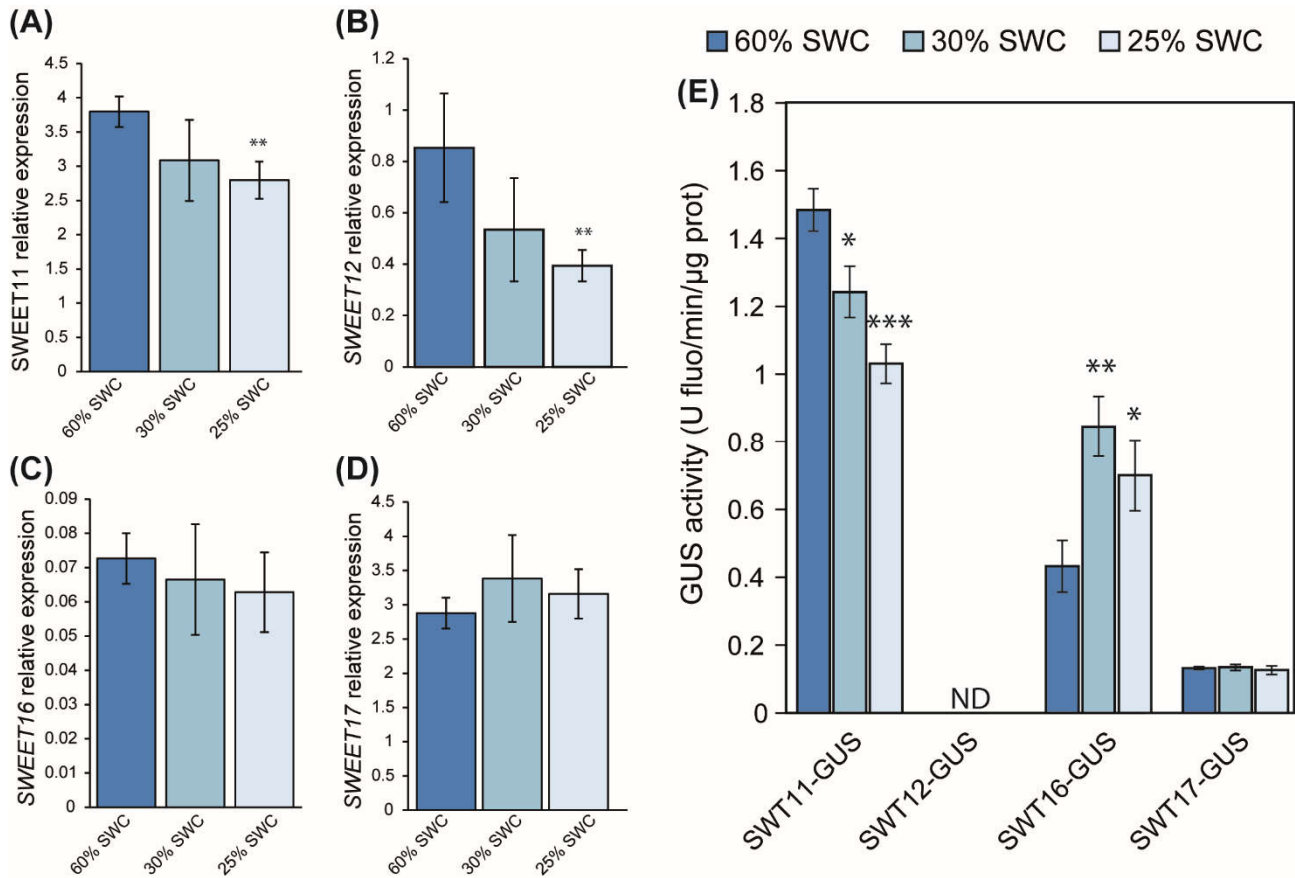 (A)
SWEET11 relative expression
4.5
4
3.5
3
2.5
2
1.5
1
0.5
0
**
60% SWC
30% SWC
25% SWC
(B)
SWEET12 relative expression
1.2
1
0.8
0.6
0.4
0.2
0
**
60% SWC
30% SWC
25% SWC
(C)
SWEET16 relative expression
0.09
0.08
0.07
0.06
0.05
0.04
0.03
0.02
0.01
0
60% SWC
30% SWC
25% SWC
(D)
SWEET17 relative expression
4.5
4
3.5
3
2.5
2
1.5
1
0.5
0
60% SWC
30% SWC
25% SWC
60% SWC 30% SWC 25% SWC
(E)
GUS activity (U fluo/min/µg prot)
1.8
1.6
1.4
1.2
1
0.8
0.6
0.4
0.2
0
*
***
ND
**
*
SWT11-GUS
SWT12-GUS
SWT16-GUS
SWT17-GUS